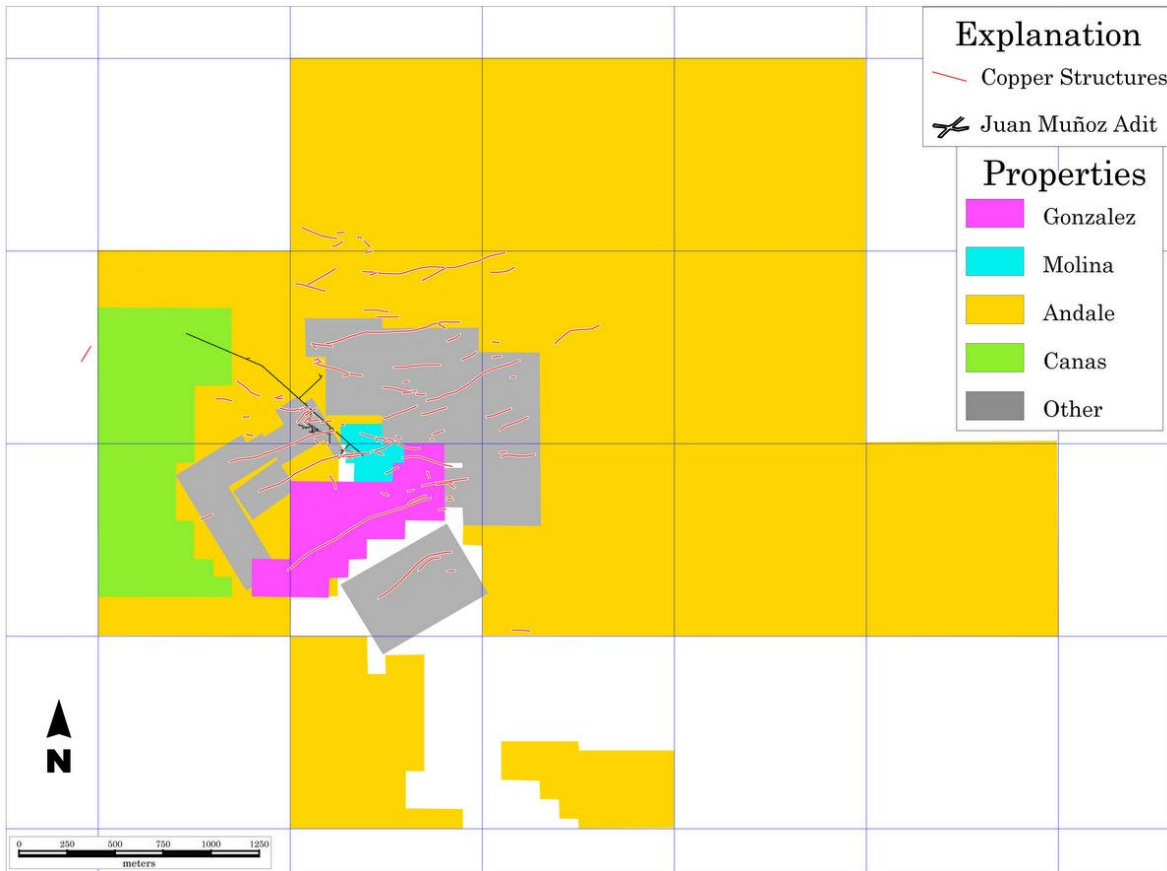 Explanation
Copper Structures
Juan Muñoz Adit
Properties
Gonzalez
Molina
Andale
Canas
Other
N
0 250 500 750 1000 1250
meters